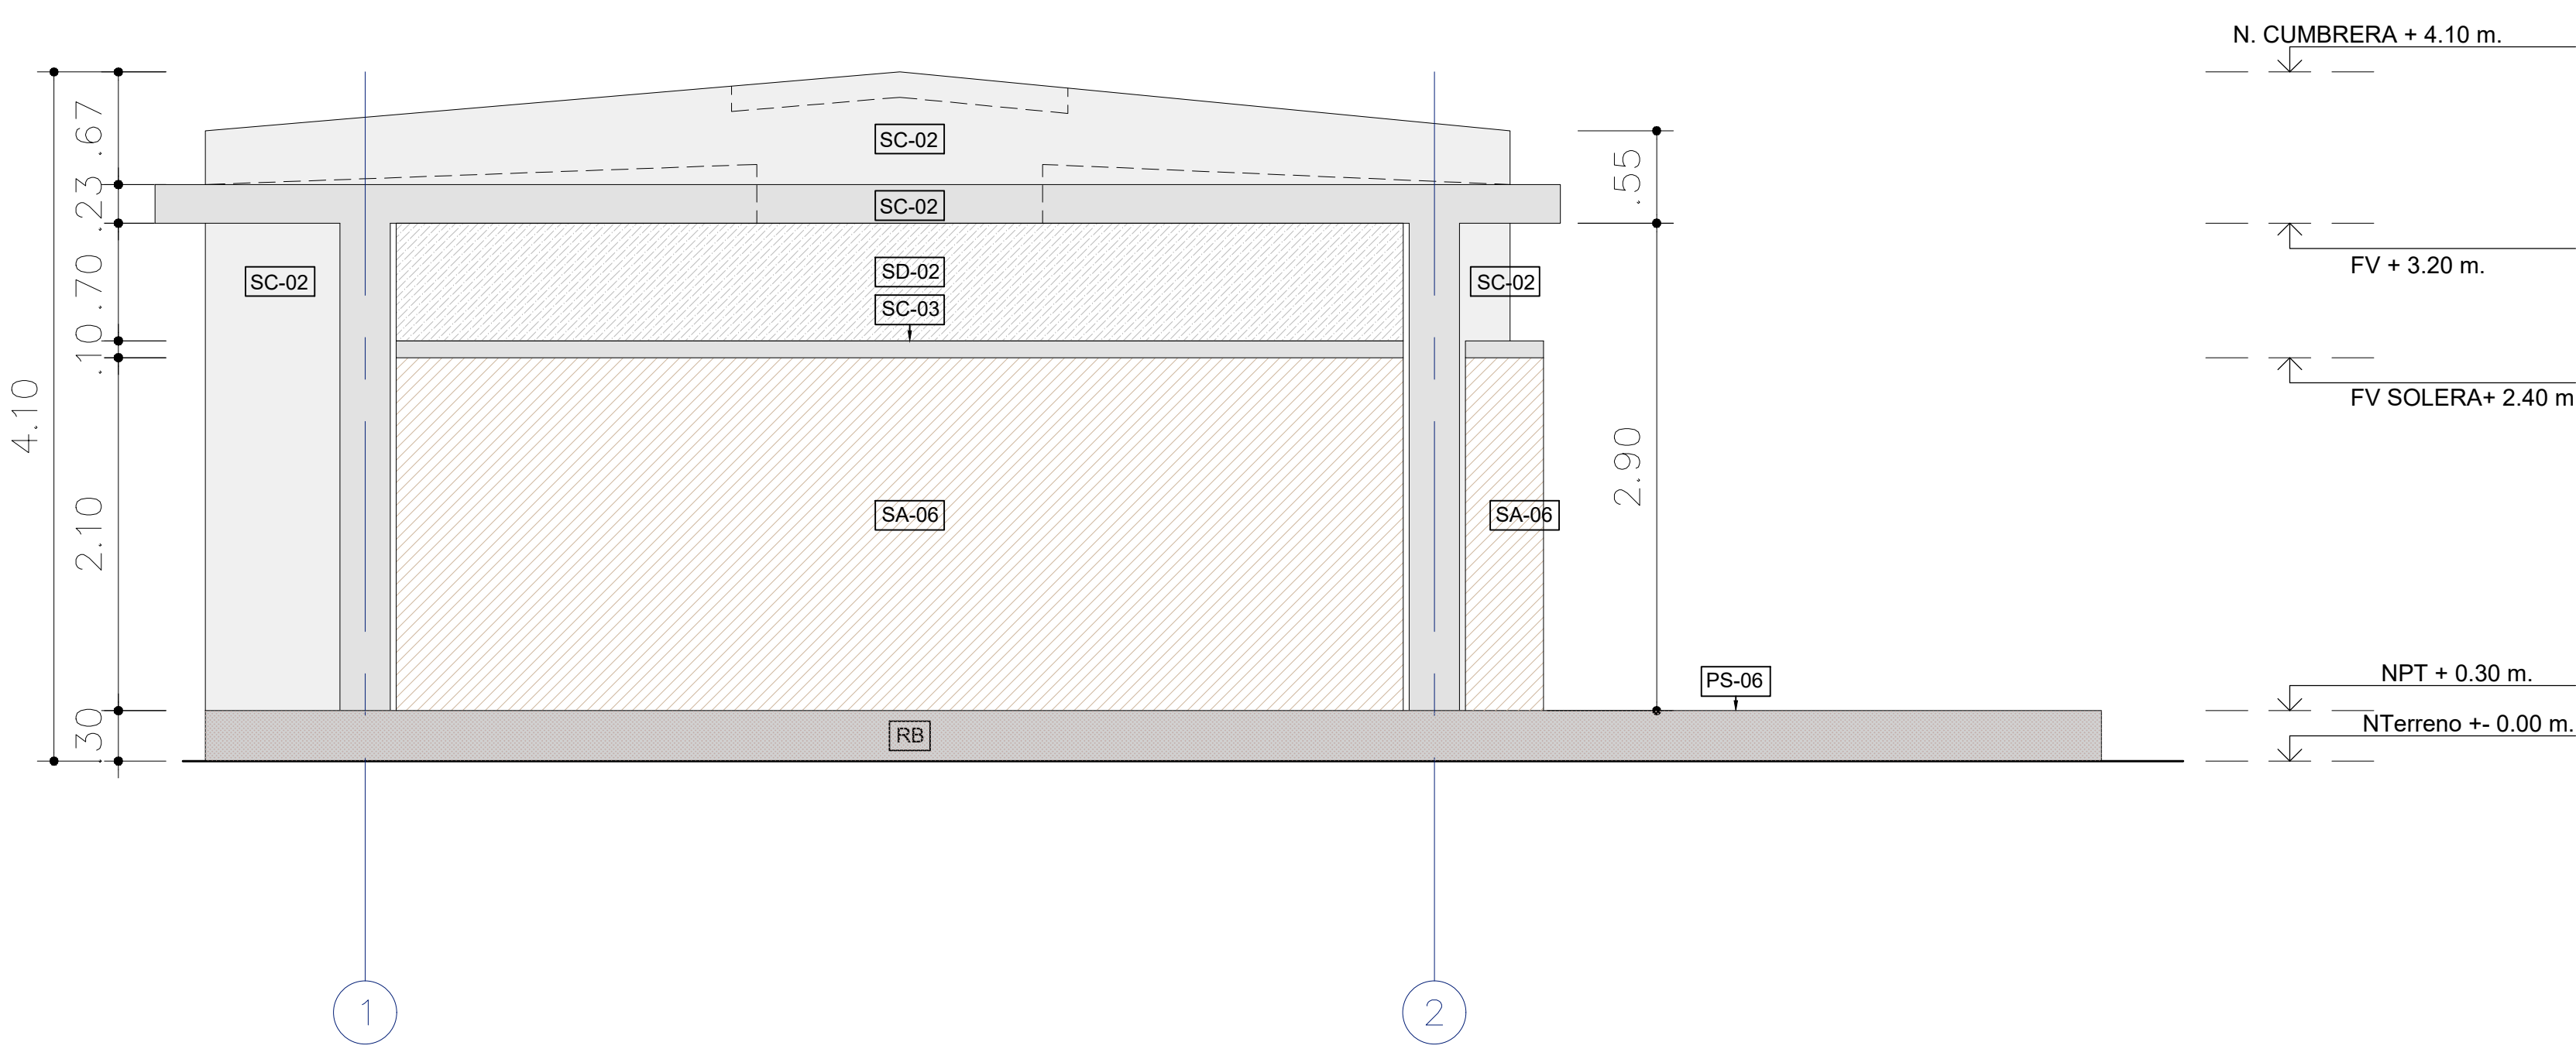 N. CUMBRERA + 4.10 m.
.67
SC-02
.55
.23
SC-02
SD-02
FV + 3.20 m.
SC-02
SC-02
.70
SC-03
.10
4.10
FV SOLERA+ 2.40 m
2.90
SA-06
SA-06
2.10
PS-06
NPT + 0.30 m.
.30
RB
NTerreno +- 0.00 m.
1
2